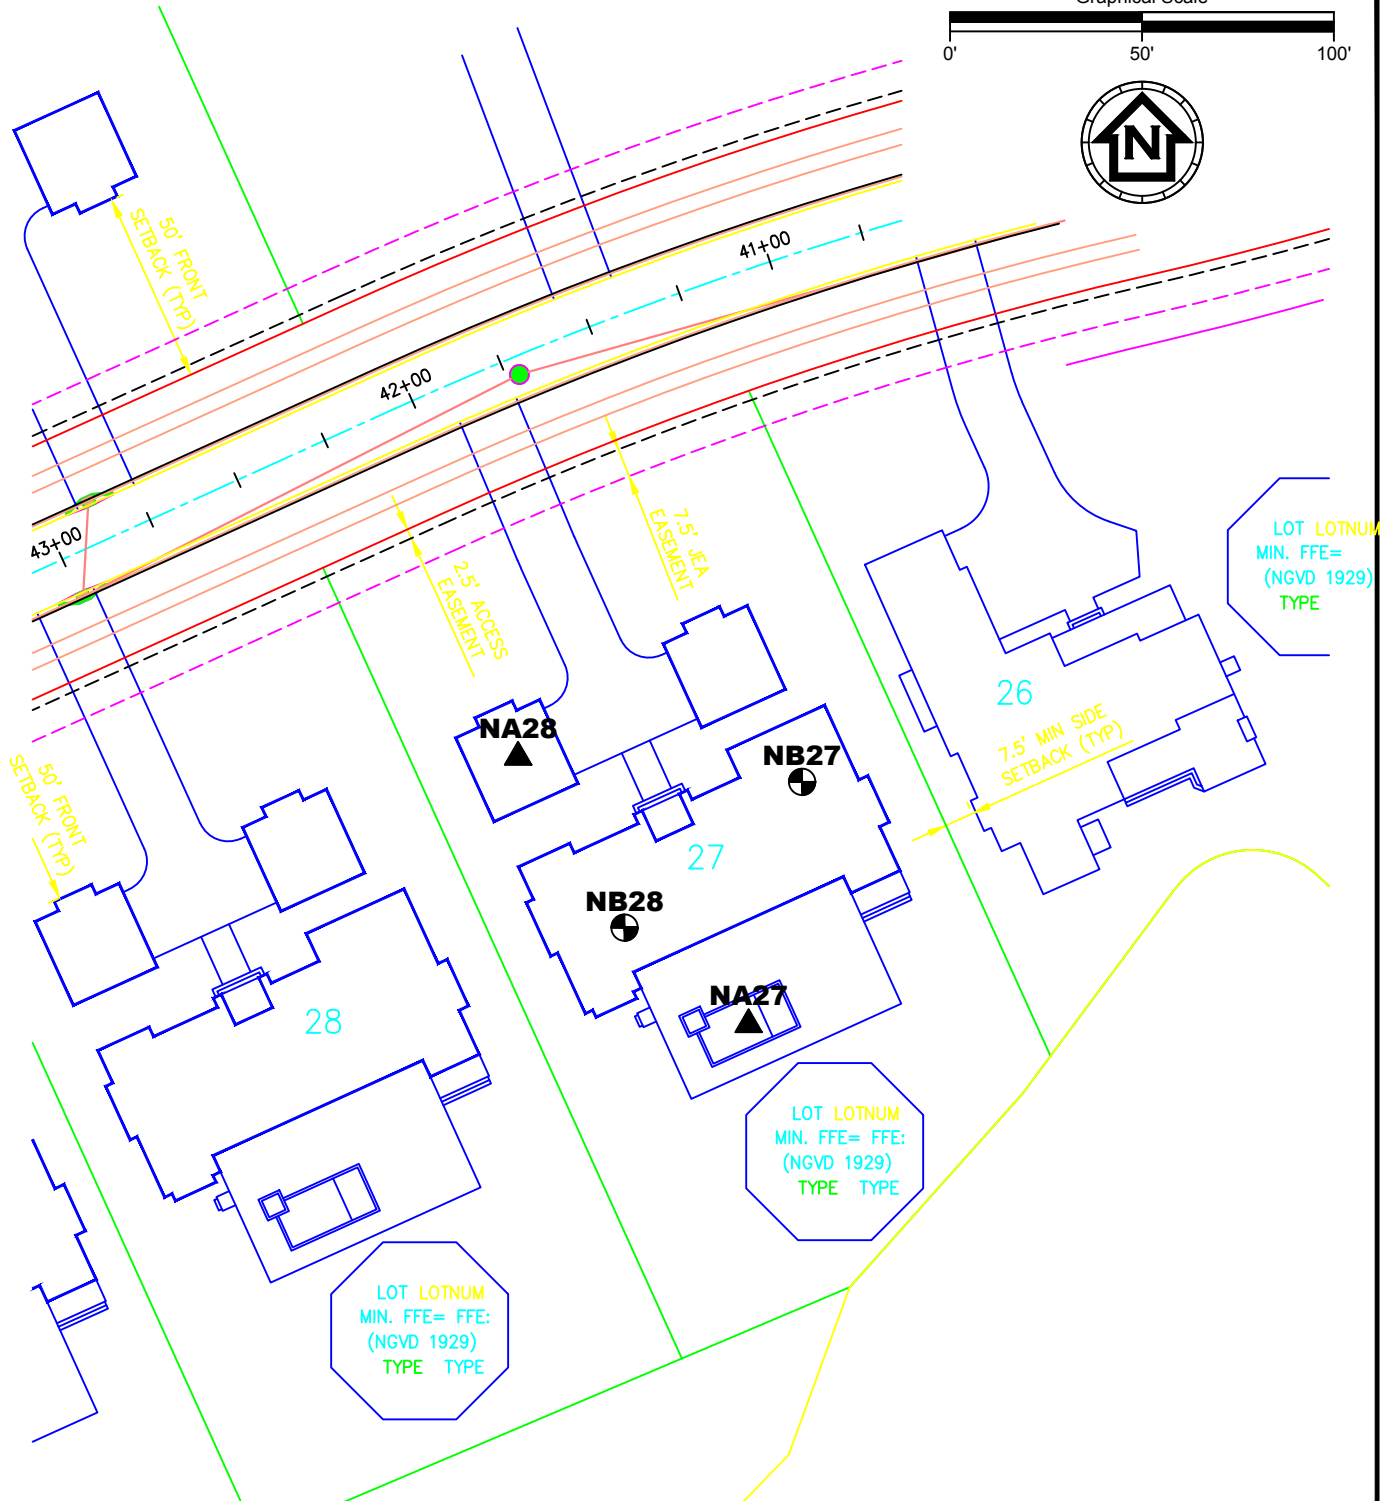 Graphical Scale
0'
50'
100'
N
50' FRONT
SETBACK (TYP)
41+00
42+00
43+00
7.5' JEA
EASEMENT
2.5' ACCESS
EASEMENT
LOT LOTNUM
MIN. FFE=
(NGVD 1929)
TYPE
26
7.5' MIN SIDE
SETBACK (TYP)
NA28
NB27
50' FRONT
SETBACK (TYP)
27
NB28
NA27
28
LOT LOTNUM
MIN. FFE= FFE:
(NGVD 1929)
TYPE TYPE
LOT LOTNUM
MIN. FFE= FFE:
(NGVD 1929)
TYPE TYPE